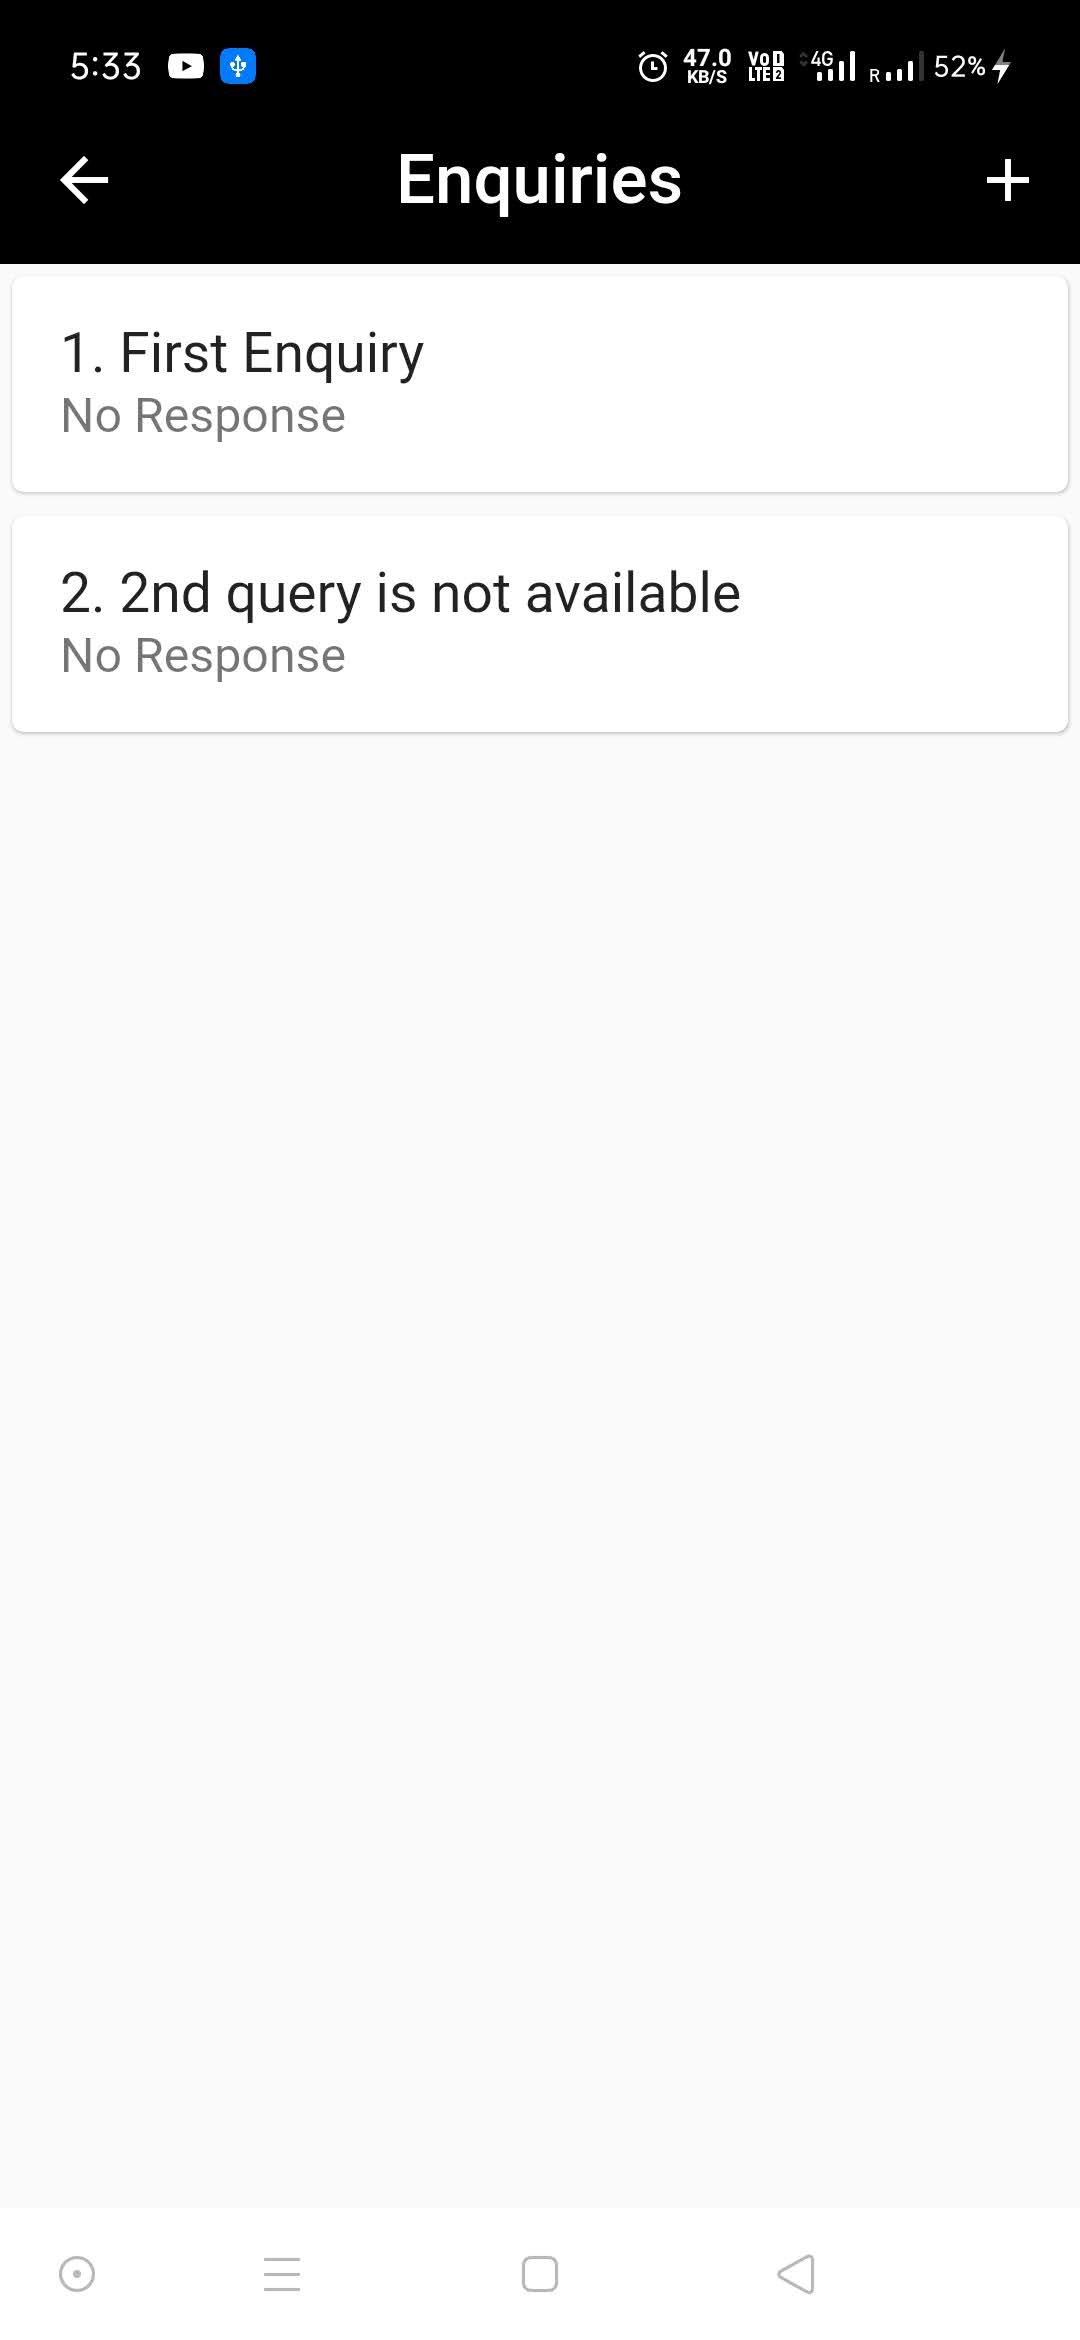 5:33 47.0 KB/S Vo 1 LTE 2 4G R 52%
Enquiries
1. First Enquiry
No Response
2. 2nd query is not available
No Response